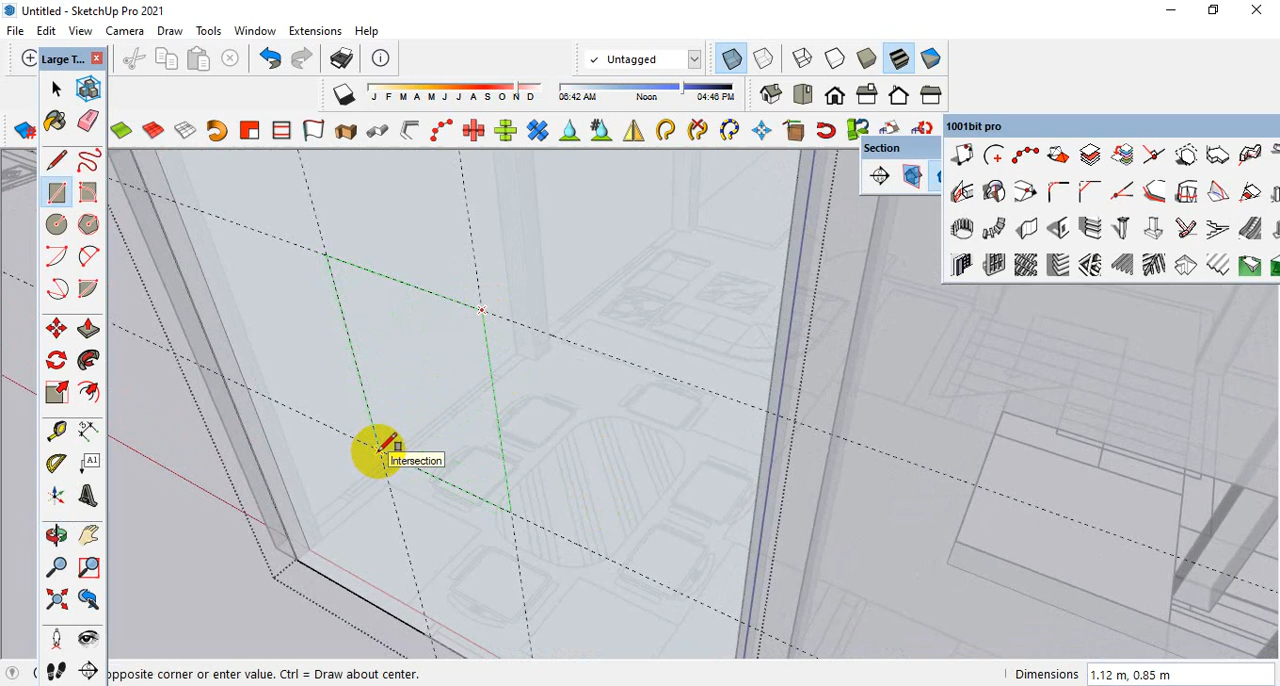 Untitled - SketchUp Pro 2021
File Edit View Camera Draw Tools Window Extensions Help
Large T...
✓ Untagged
J F M A M J J A S O N D
06:42 AM Noon 04:46 PM
1001bit pro
Section
A1
Intersection
opposite corner or enter value. Ctrl = Draw about center.
Dimensions 1.12 m, 0.85 m